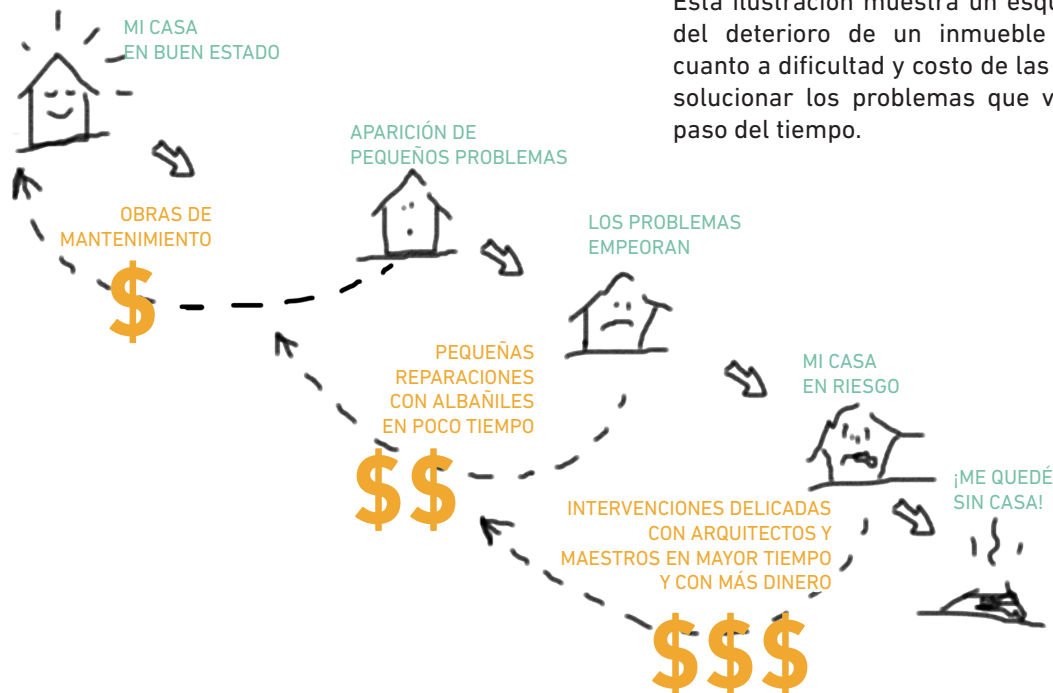 Esta ilustración muestra un
del deterioro de un inmueble
cuanto a dificultad y costo de las
solucionar los problemas que
paso del tiempo.
MI CASA
EN BUEN ESTADO
APARICIÓN DE
PEQUEÑOS PROBLEMAS
OBRAS DE
MANTENIMIENTO
$
LOS PROBLEMAS
EMPEORAN
PEQUEÑAS
REPARACIONES
CON ALBAÑILES
EN POCO TIEMPO
$$
MI CASA
EN RIESGO
¡ME QUEDÉ
SIN CASA!
INTERVENCIONES DELICADAS
CON ARQUITECTOS Y
MAESTROS EN MAYOR TIEMPO
Y CON MÁS DINERO
$$$